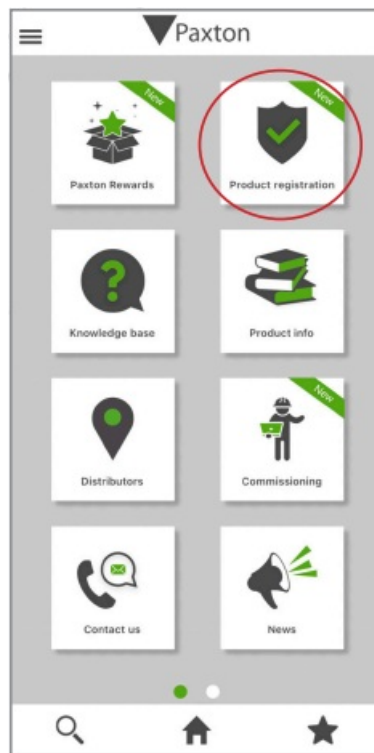 Paxton
New
New
Paxton Rewards
Product registration
Knowledge base
Product info
New
Distributors
Commissioning
Contact us
News